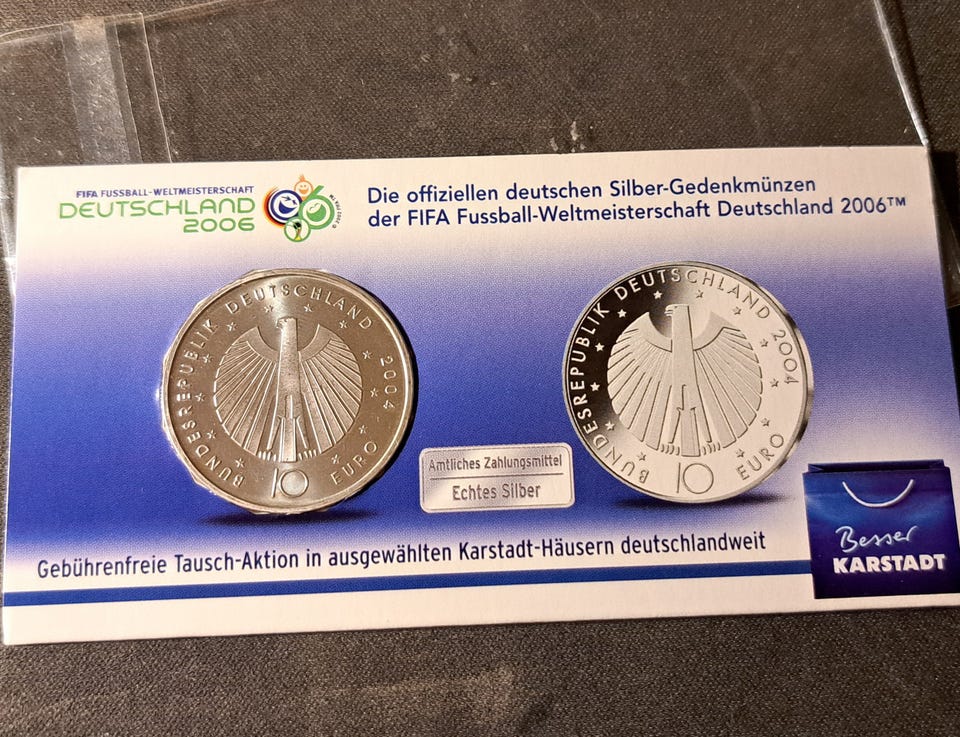 FIFA FUSSBALL-WELTMEISTERSCHAFT
DEUTSCHLAND
2006
Die offiziellen deutschen Silber-Gedenkmünzen
der FIFA Fussball-Weltmeisterschaft Deutschland 2006™
BUNDESREPUBLIK DEUTSCHLAND 2004
10 EURO
BUNDESREPUBLIK DEUTSCHLAND 2004
10 EURO
Amtliches Zahlungsmittel
Echtes Silber
Gebührenfreie Tausch-Aktion in ausgewählten Karstadt-Häusern deutschlandweit
Besser
KARSTADT